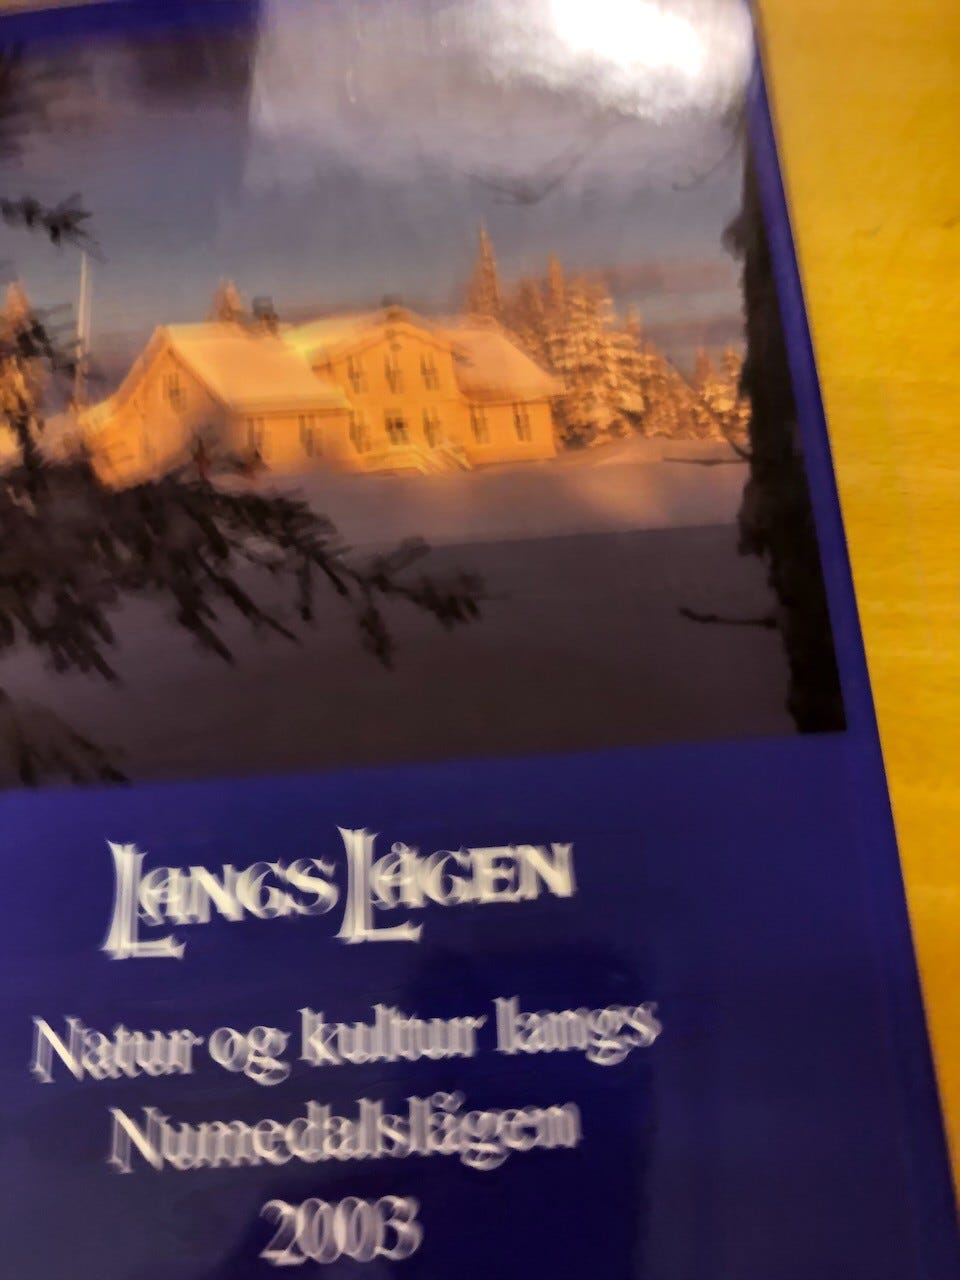 LANGS LÅGEN
Natur og kultur langs
Numedalslågen
2003